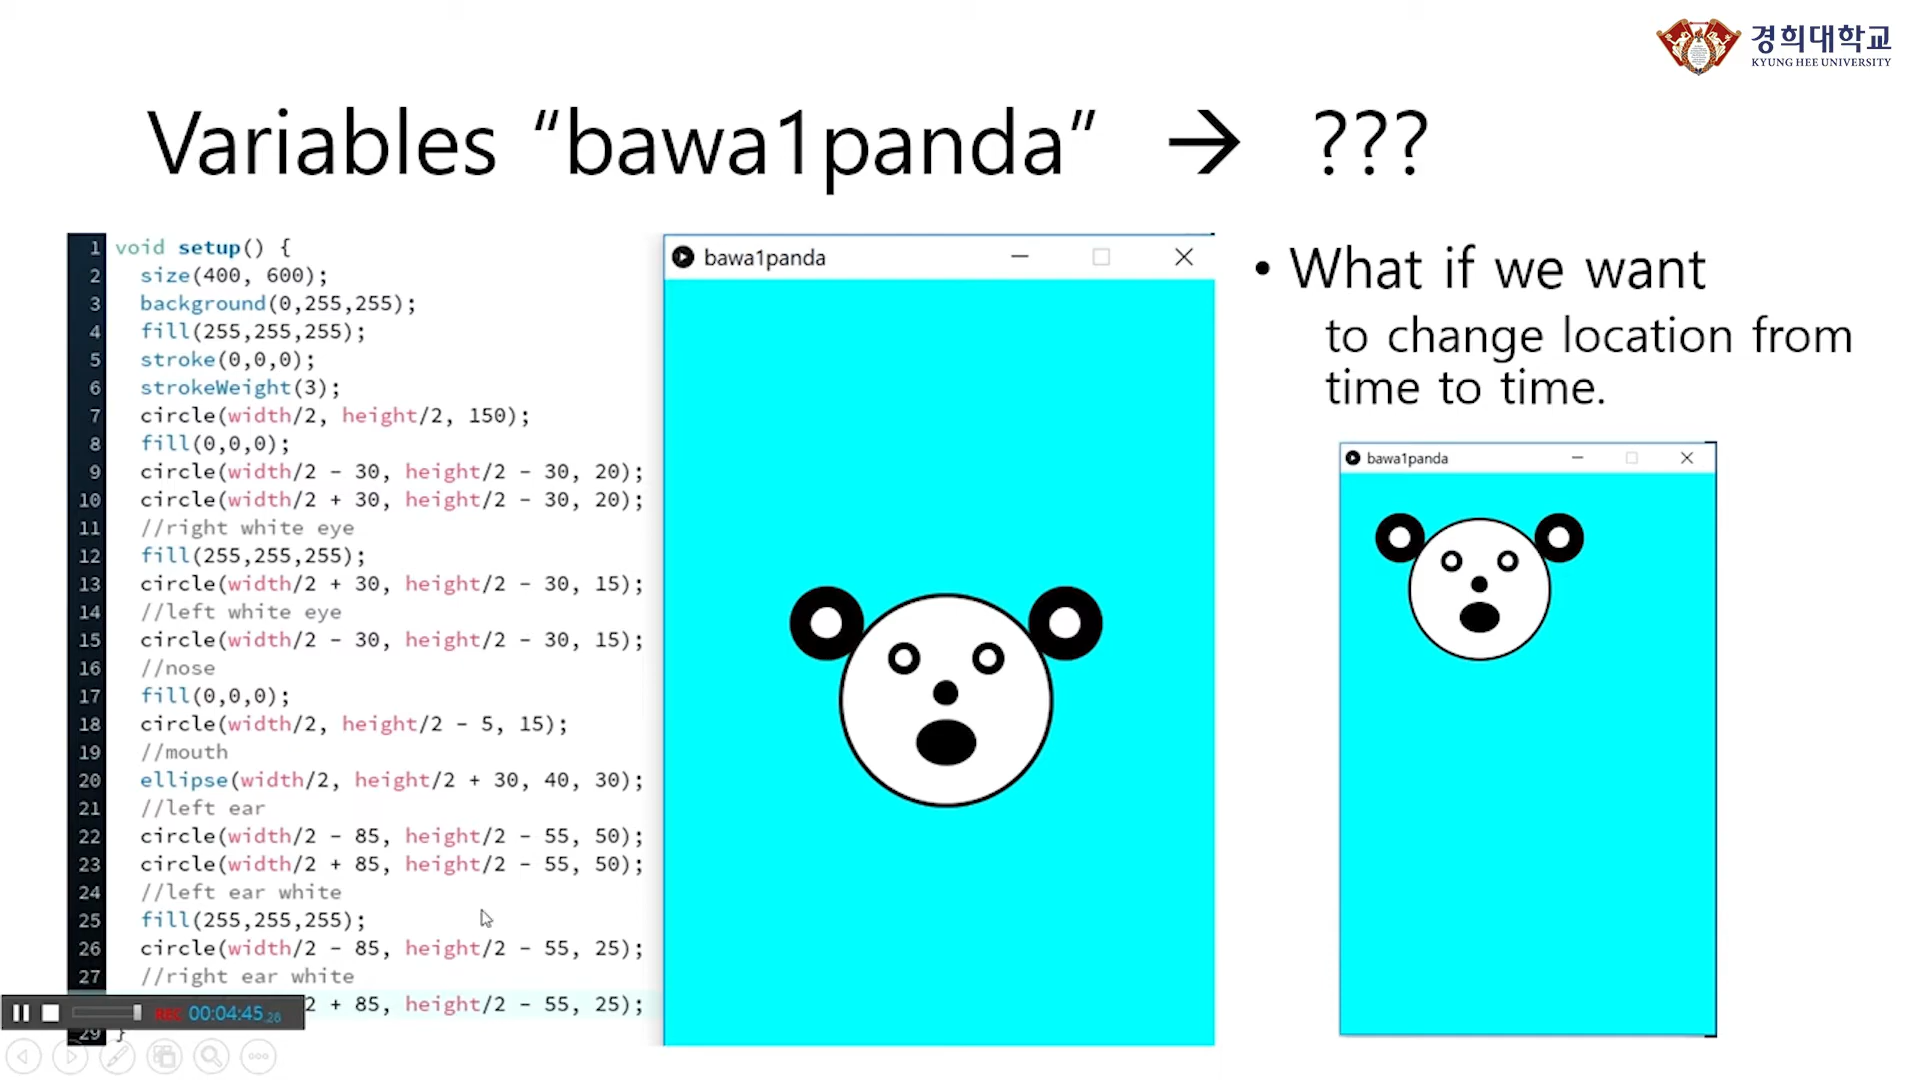 경희대학교
KYUNG HEE UNIVERSITY
Variables “bawa1panda” → ???
1 void setup() {
2 size(400, 600);
3 background(0,255,255);
4 fill(255,255,255);
5 stroke(0,0,0);
6 strokeWeight(3);
7 circle(width/2, height/2, 150);
8 fill(0,0,0);
9 circle(width/2 - 30, height/2 - 30, 20);
10 circle(width/2 + 30, height/2 - 30, 20);
11 //right white eye
12 fill(255,255,255);
13 circle(width/2 + 30, height/2 - 30, 15);
14 //left white eye
15 circle(width/2 - 30, height/2 - 30, 15);
16 //nose
17 fill(0,0,0);
18 circle(width/2, height/2 - 5, 15);
19 //mouth
20 ellipse(width/2, height/2 + 30, 40, 30);
21 //left ear
22 circle(width/2 - 85, height/2 - 55, 50);
23 circle(width/2 + 85, height/2 - 55, 50);
24 //left ear white
25 fill(255,255,255);
26 circle(width/2 - 85, height/2 - 55, 25);
27 //right ear white
2 + 85, height/2 - 55, 25);
29 }
REC 00:04:45
bawa1panda
• What if we want
to change location from
time to time.
bawa1panda